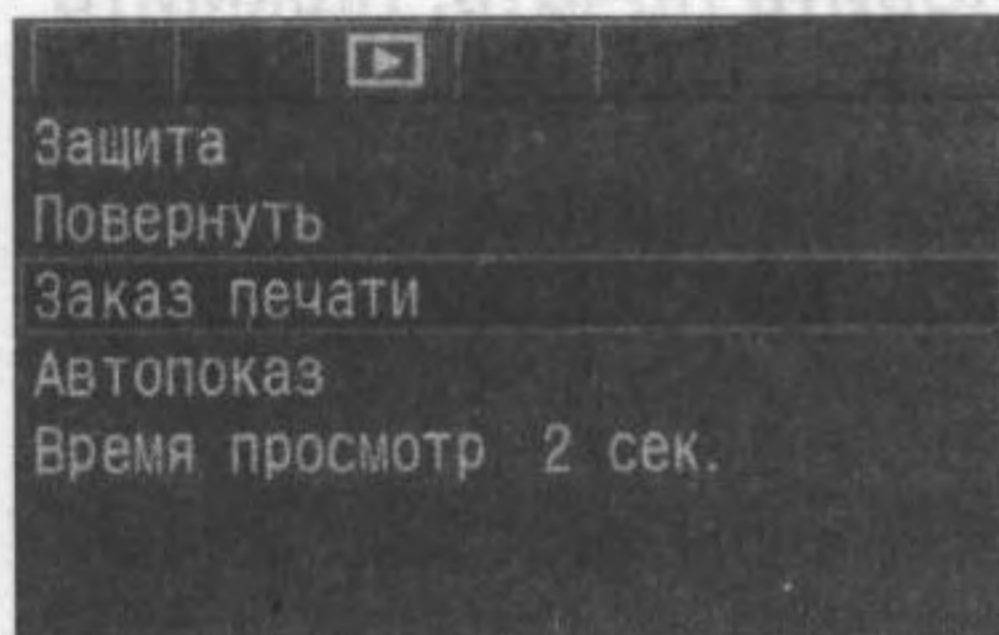 Защита
Повернуть
Заказ печати
Автопоказ
Время просмотр 2 сек.